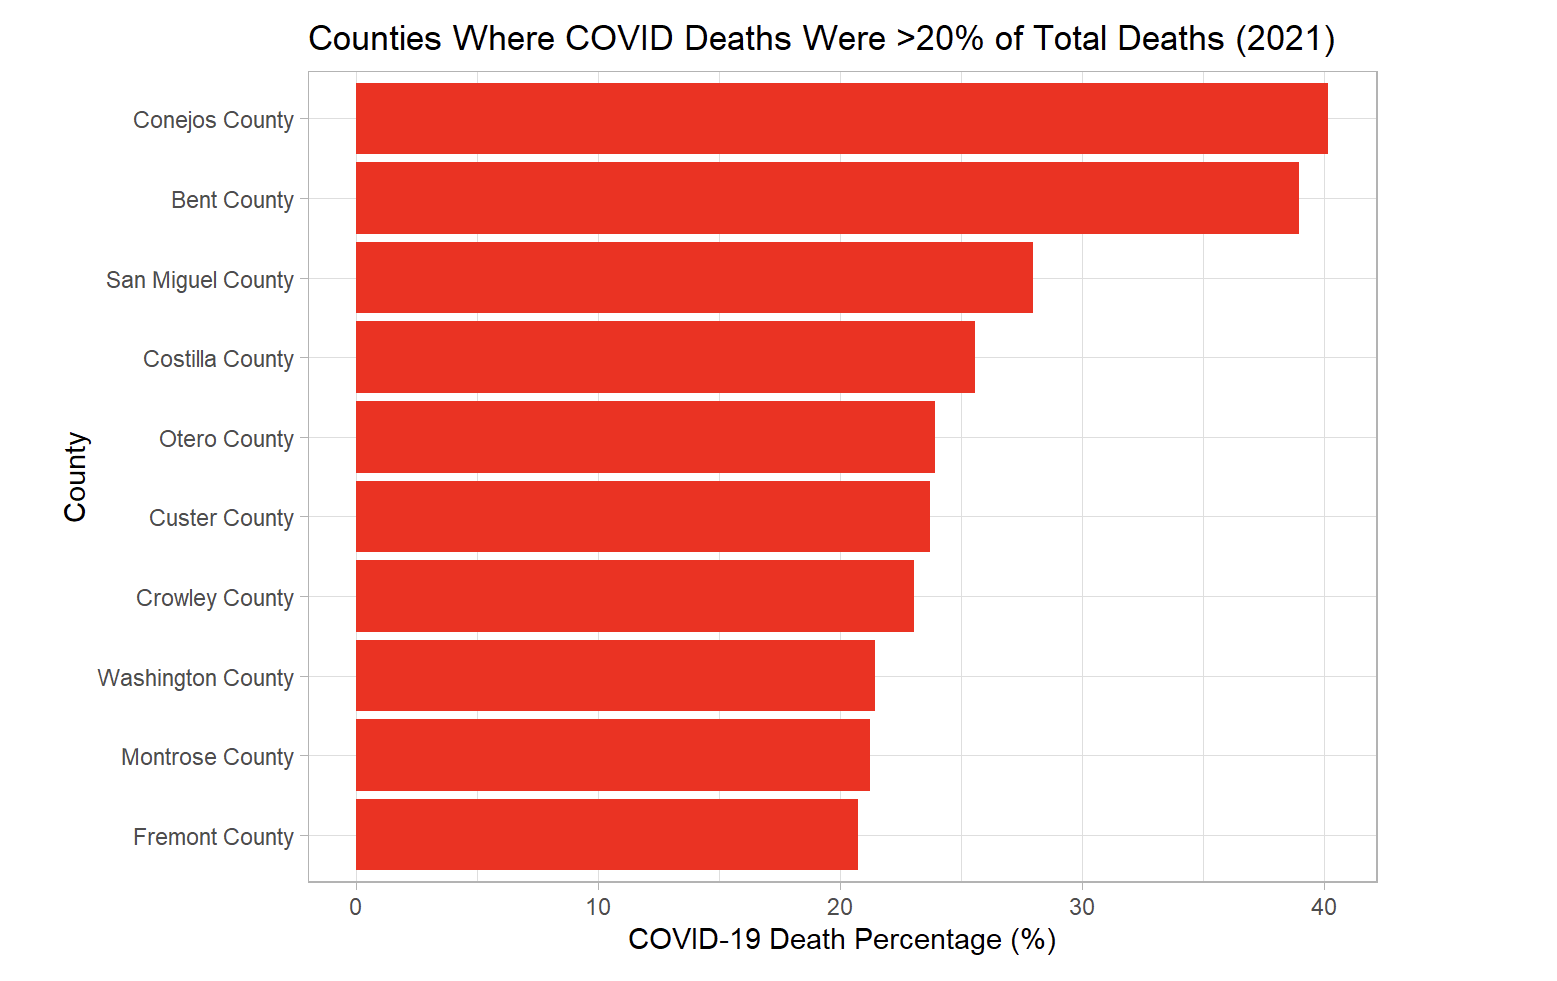 Counties Where COVID Deaths Were >20% of Total Deaths (2021)
Conejos County
Bent County
San Miguel County
Costilla County
Otero County
Custer County
Crowley County
Washington County
Montrose County
Fremont County
County
0 10 20 30 40
COVID-19 Death Percentage (%)